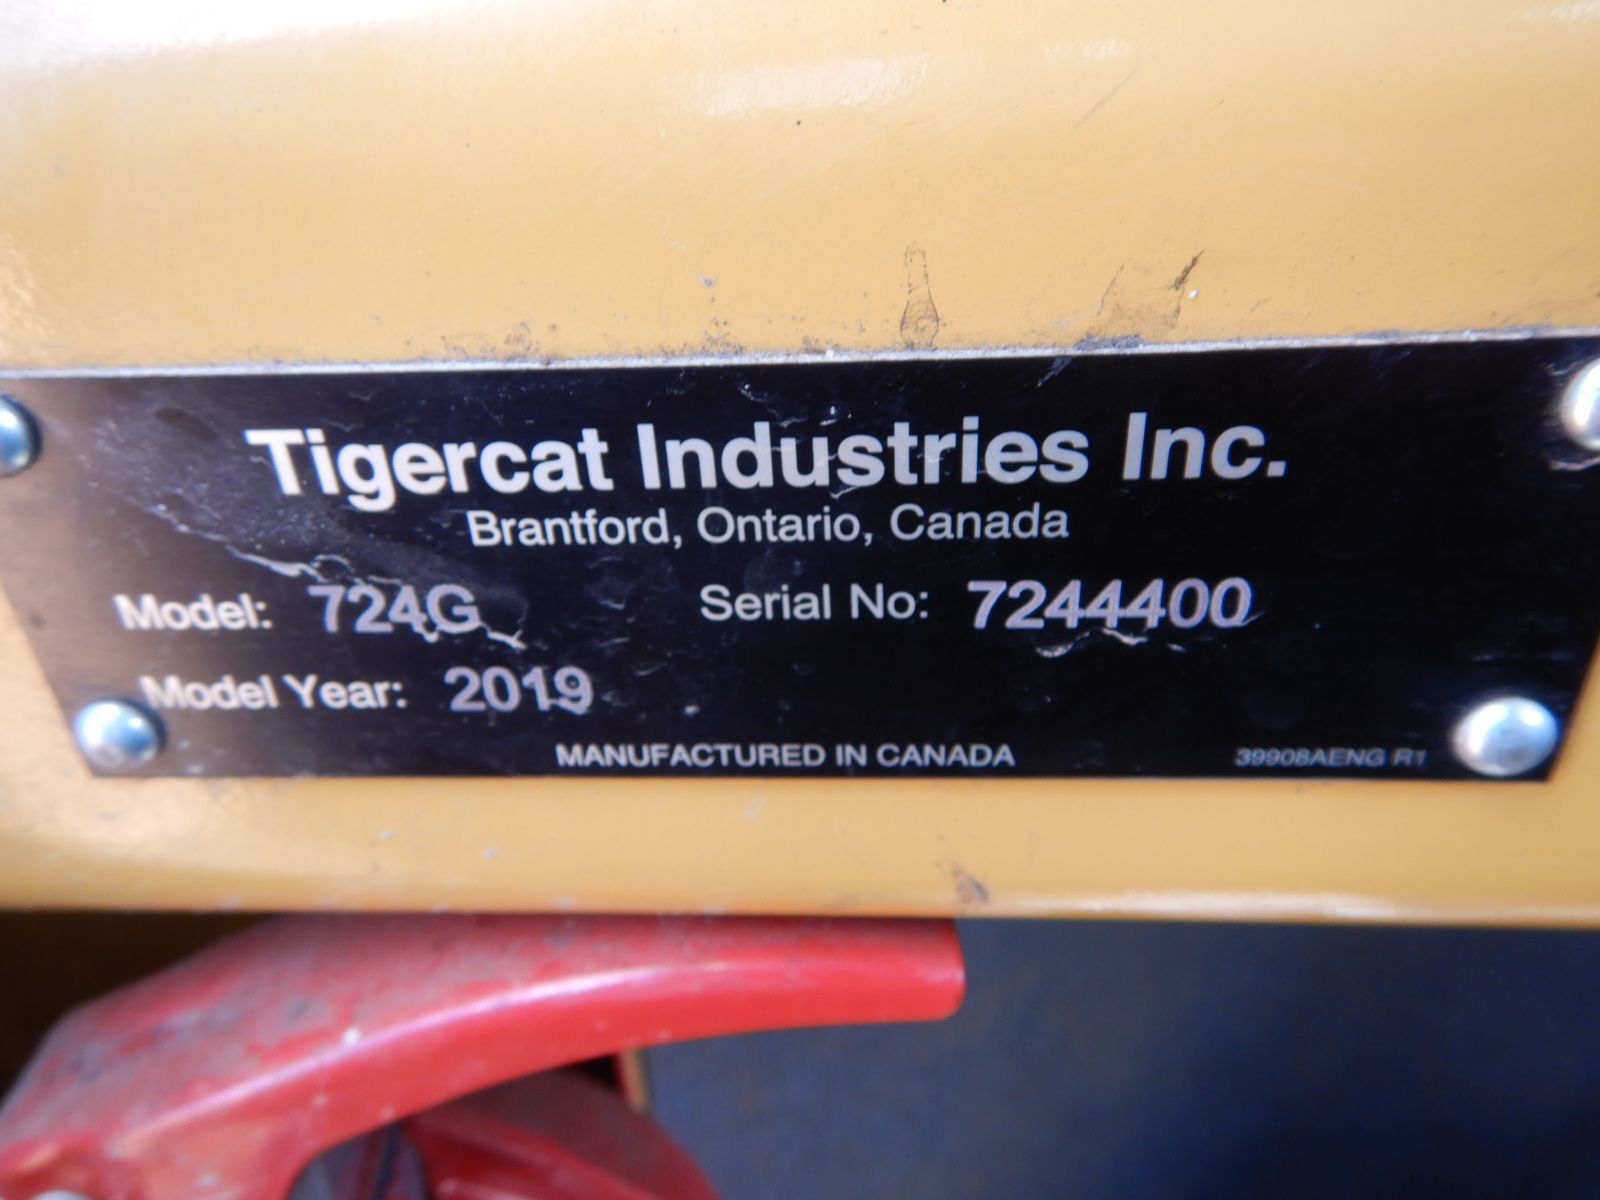 Tigercat Industries Inc.
Brantford, Ontario, Canada
Model: 724G Serial No: 7244400
Model Year: 2019
MANUFACTURED IN CANADA 39908AENG R1